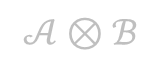 𝒜 ⊗ ℬ